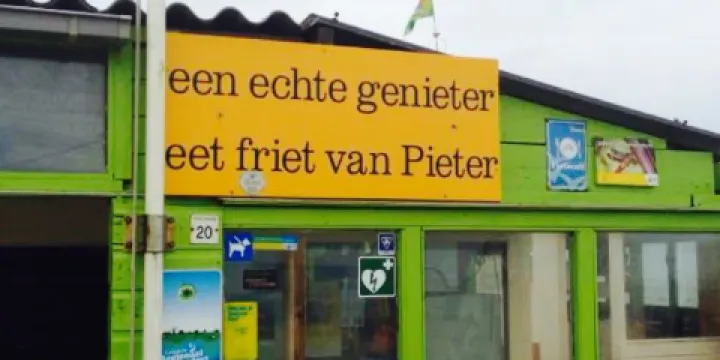 een echte genieter
eet friet van Pieter
20